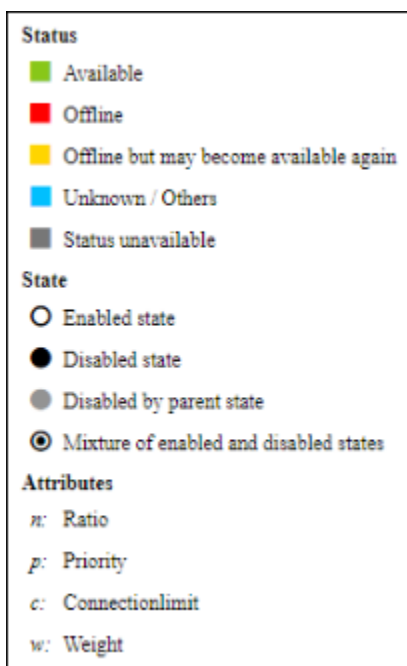 Status
Available
Offline
Offline but may become available again
Unknown / Others
Status unavailable
State
Enabled state
Disabled state
Disabled by parent state
Mixture of enabled and disabled states
Attributes
n: Ratio
p: Priority
c: Connectionlimit
w: Weight